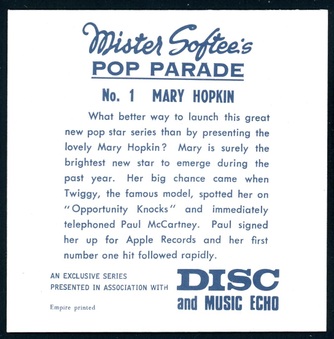 Mister Softee's
POP PARADE
No. 1 MARY HOPKIN
What better way to launch this great
new pop star series than by presenting the
lovely Mary Hopkin? Mary is surely the
brightest new star to emerge during the
past year. Her big chance came when
Twiggy, the famous model, spotted her on
"Opportunity Knocks" and immediately
telephoned Paul McCartney. Paul signed
her up for Apple Records and her first
number one hit followed rapidly.
AN EXCLUSIVE SERIES
PRESENTED IN ASSOCIATION WITH
DISC
and MUSIC ECHO
Empire printed